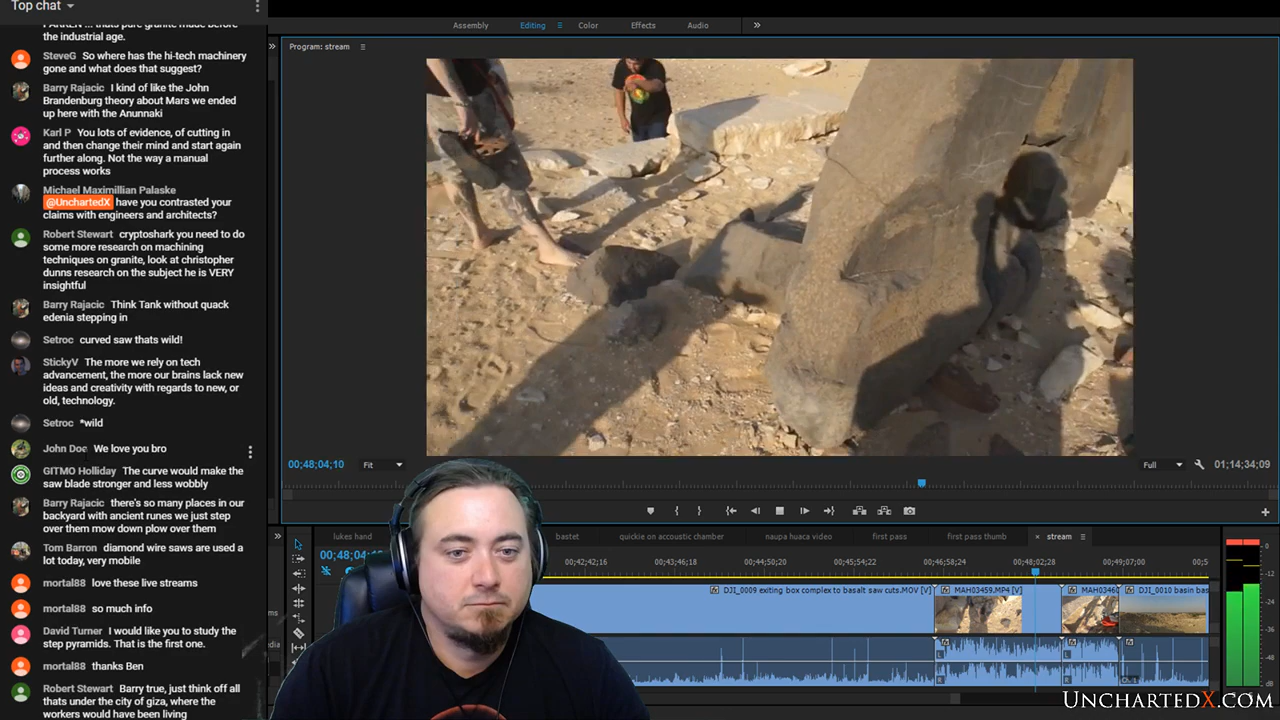 Top chat
PARKEN ... thats pure granite made before
the industrial age.
SteveG So where has the hi-tech machinery
gone and what does that suggest?
Barry Rajacic I kind of like the John
Brandenburg theory about Mars we ended
up here with the Anunnaki
Karl P You lots of evidence, of cutting in
and then change their mind and start again
further along. Not the way a manual
process works
Michael Maximillian Palaske
@UnchartedX have you contrasted your
claims with engineers and architects?
Robert Stewart cryptoshark you need to do
some more research on machining
techniques on granite, look at christopher
dunns research on the subject he is VERY
insightful
Barry Rajacic Think Tank without quack
edenia stepping in
Setroc curved saw thats wild!
StickyV The more we rely on tech
advancement, the more our brains lack new
ideas and creativity with regards to new, or
old, technology.
Setroc *wild
John Doe We love you bro
GITMO Holliday The curve would make the
saw blade stronger and less wobbly
Barry Rajacic there's so many places in our
backyard with ancient runes we just step
over them mow down plow over them
Tom Barron diamond wire saws are used a
lot today, very mobile
mortal88 love these live streams
mortal88 so much info
David Turner I would like you to study the
step pyramids. That is the first one.
mortal88 thanks Ben
Robert Stewart Barry true, just think off all
thats under the city of giza, where the
workers would have been living
Assembly Editing Color Effects Audio
Program: stream
00;48;04;10 Fit Full 01;14;34;09
lukes hand bastet quickie on accoustic chamber naupa huaca video first pass first pass thumb × stream
00;48;04
00;42;42;16 00;43;46;18 00;44;50;20 00;45;54;22 00;46;58;24 00;48;02;28 00;49;07;00
DJI_0009 exiting box complex to basalt saw cuts.MOV [V] MAH03459.MP4 [V] MAH0346 DJI_0010 basin bas
L L
R R Ch. 1
-12
-24
-36
-48
dB
UnchartedX.com